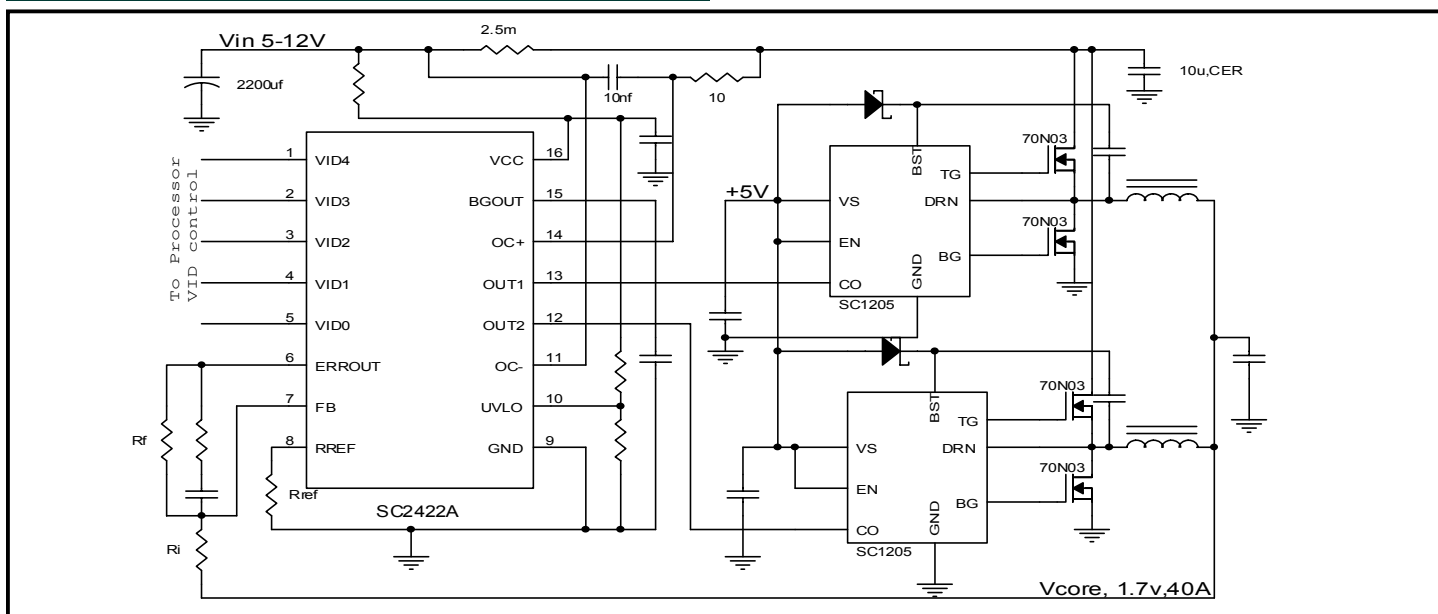 Vin 5-12V
2.5m
2200uf
10nf
10
10u,CER
To Processor
VID control
1 VID4
2 VID3
3 VID2
4 VID1
5 VID0
6 ERROUT
7 FB
8 RREF
VCC 16
BGOUT 15
OC+ 14
OUT1 13
OUT2 12
OC- 11
UVLO 10
GND 9
SC2422A
Rf
Ri
Rref
+5V
VS
EN
CO
BST
TG
DRN
BG
GND
SC1205
70N03
70N03
VS
EN
CO
BST
TG
DRN
BG
GND
SC1205
70N03
70N03
Vcore, 1.7v,40A